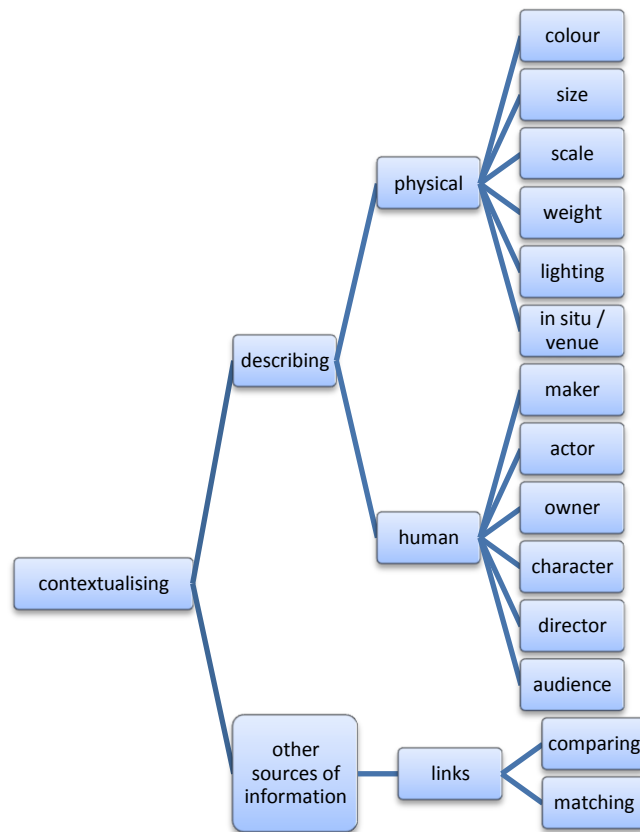 colour
size
scale
physical
weight
lighting
in situ /
venue
describing
maker
actor
owner
human
character
contextualising
director
audience
other
sources of
information
links
comparing
matching